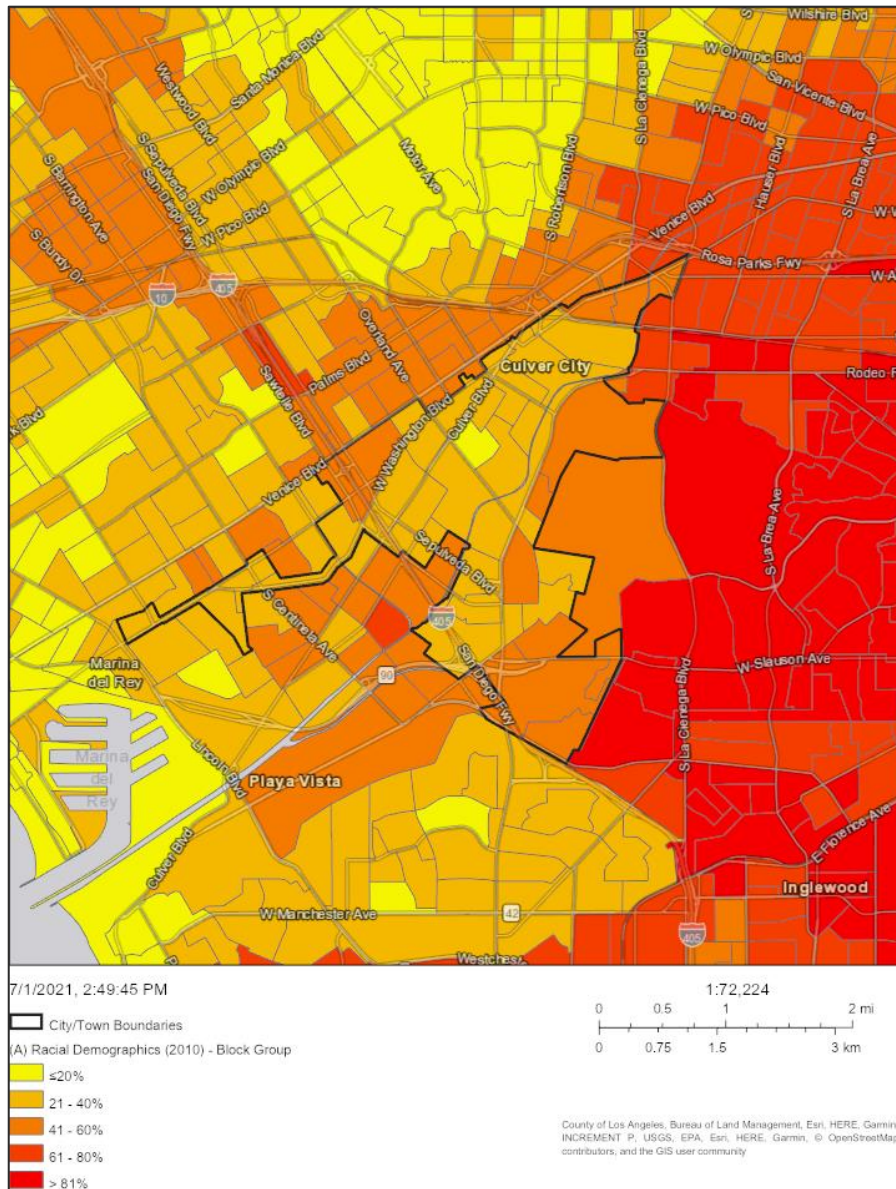 Wilshire Blvd
W Olympic Blvd
San Vicente Blvd
S La Cienega Blvd
W Pico Blvd
Hauser Blvd
S La Brea Ave
Santa Monica Blvd
Westwood Blvd
S Sepulveda Blvd
San Diego Fwy
S Barrington Ave
W Olympic Blvd
W Pico Blvd
S Bundy Dr
Motor Ave
S Robertson Blvd
Venice Blvd
Rosa Parks Fwy
W A
10
405
Overland Ave
Palms Blvd
Culver City
Rodeo R
Sawtelle Blvd
W Washington Blvd
Culver Blvd
Venice Blvd
Sepulveda Blvd
S La Brea Ave
S Centinela Ave
405
San Diego Fwy
W Slauson Ave
90
S La Cienega Blvd
Marina
del Rey
Marina
del
Rey
Lincoln Blvd
Playa Vista
Culver Blvd
E Florence Ave
Inglewood
W Manchester Ave
42
405
Westches
7/1/2021, 2:49:45 PM
City/Town Boundaries
(A) Racial Demographics (2010) - Block Group
≤20%
21 - 40%
41 - 60%
61 - 80%
> 81%
1:72,224
0 0.5 1 2 mi
0 0.75 1.5 3 km
County of Los Angeles, Bureau of Land Management, Esri, HERE, Garmin,
INCREMENT P, USGS, EPA, Esri, HERE, Garmin, © OpenStreetMap
contributors, and the GIS user community